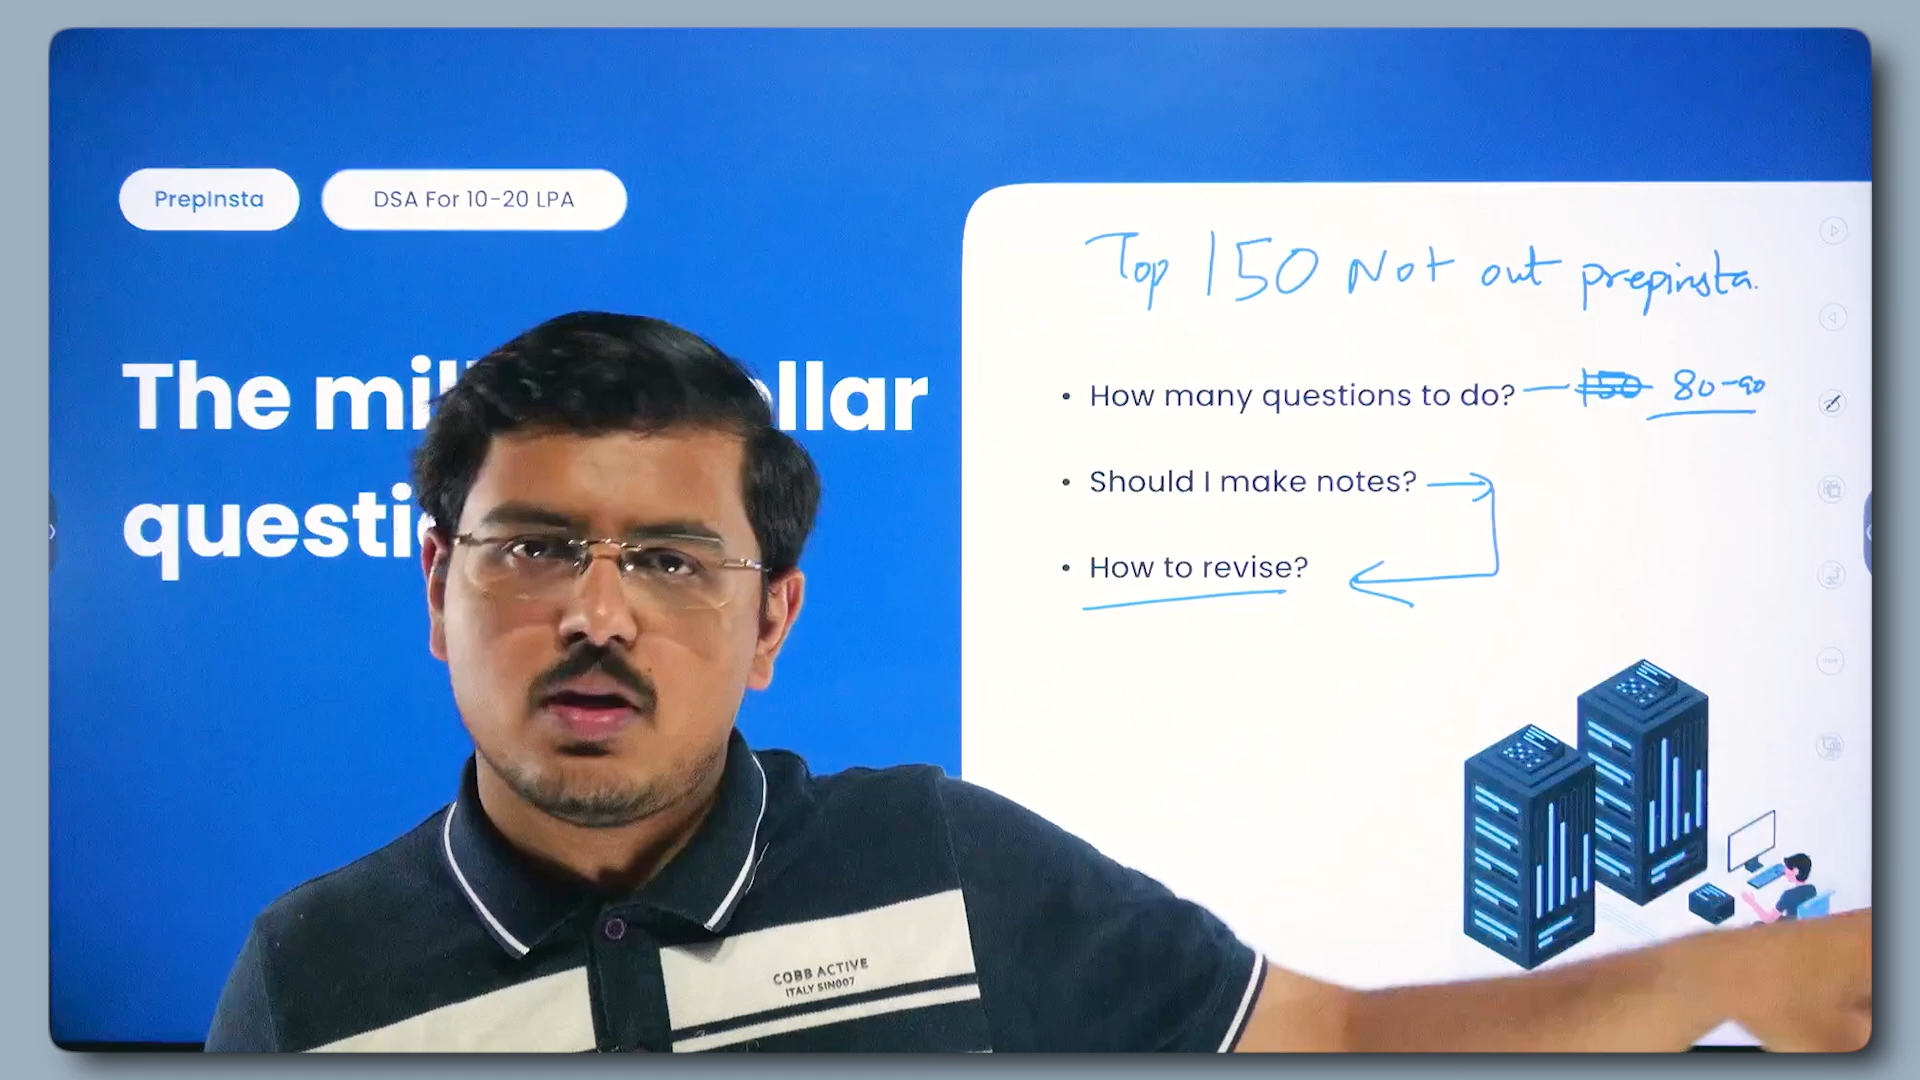 PrepInsta
DSA For 10-20 LPA
The mil llar
questi
Top 150 Not out prepinsta.
• How many questions to do? 150 80-90
• Should I make notes?
• How to revise?
COBB ACTIVE
ITALY SIN007